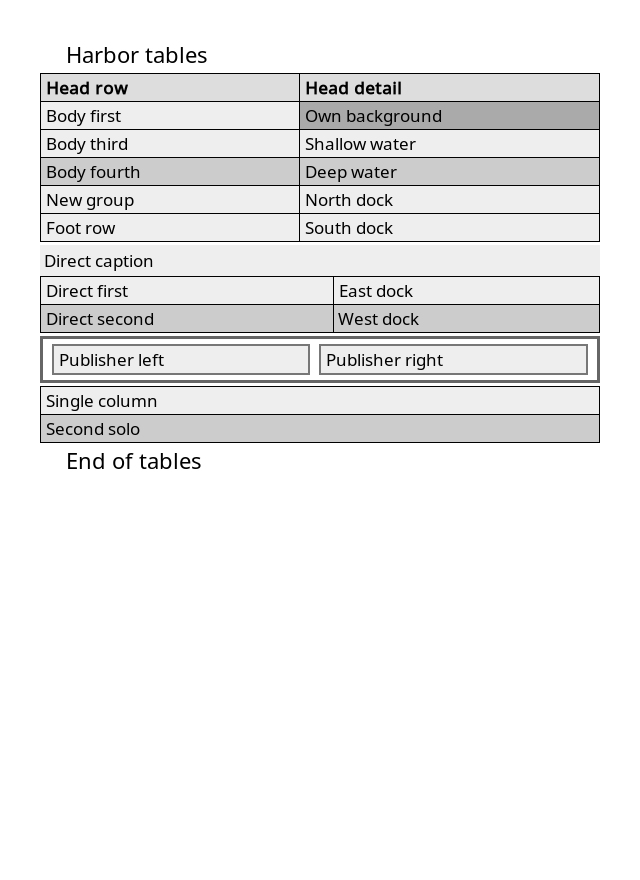 Harbor tables
Head row Head detail
Body first Own background
Body third Shallow water
Body fourth Deep water
New group North dock
Foot row South dock
Direct caption
Direct first East dock
Direct second West dock
Publisher left Publisher right
Single column
Second solo
End of tables